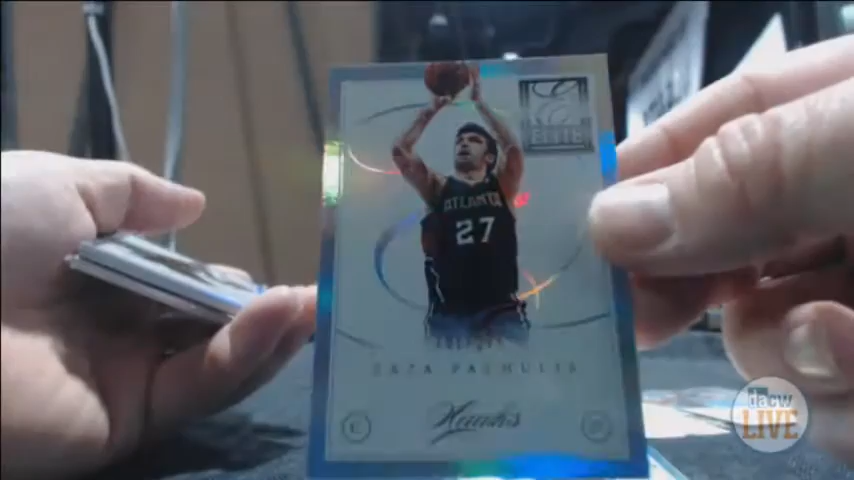 E
ELITE
ATLANTA
27
ZAZA PACHULIA
Hawks
dacw
LIVE